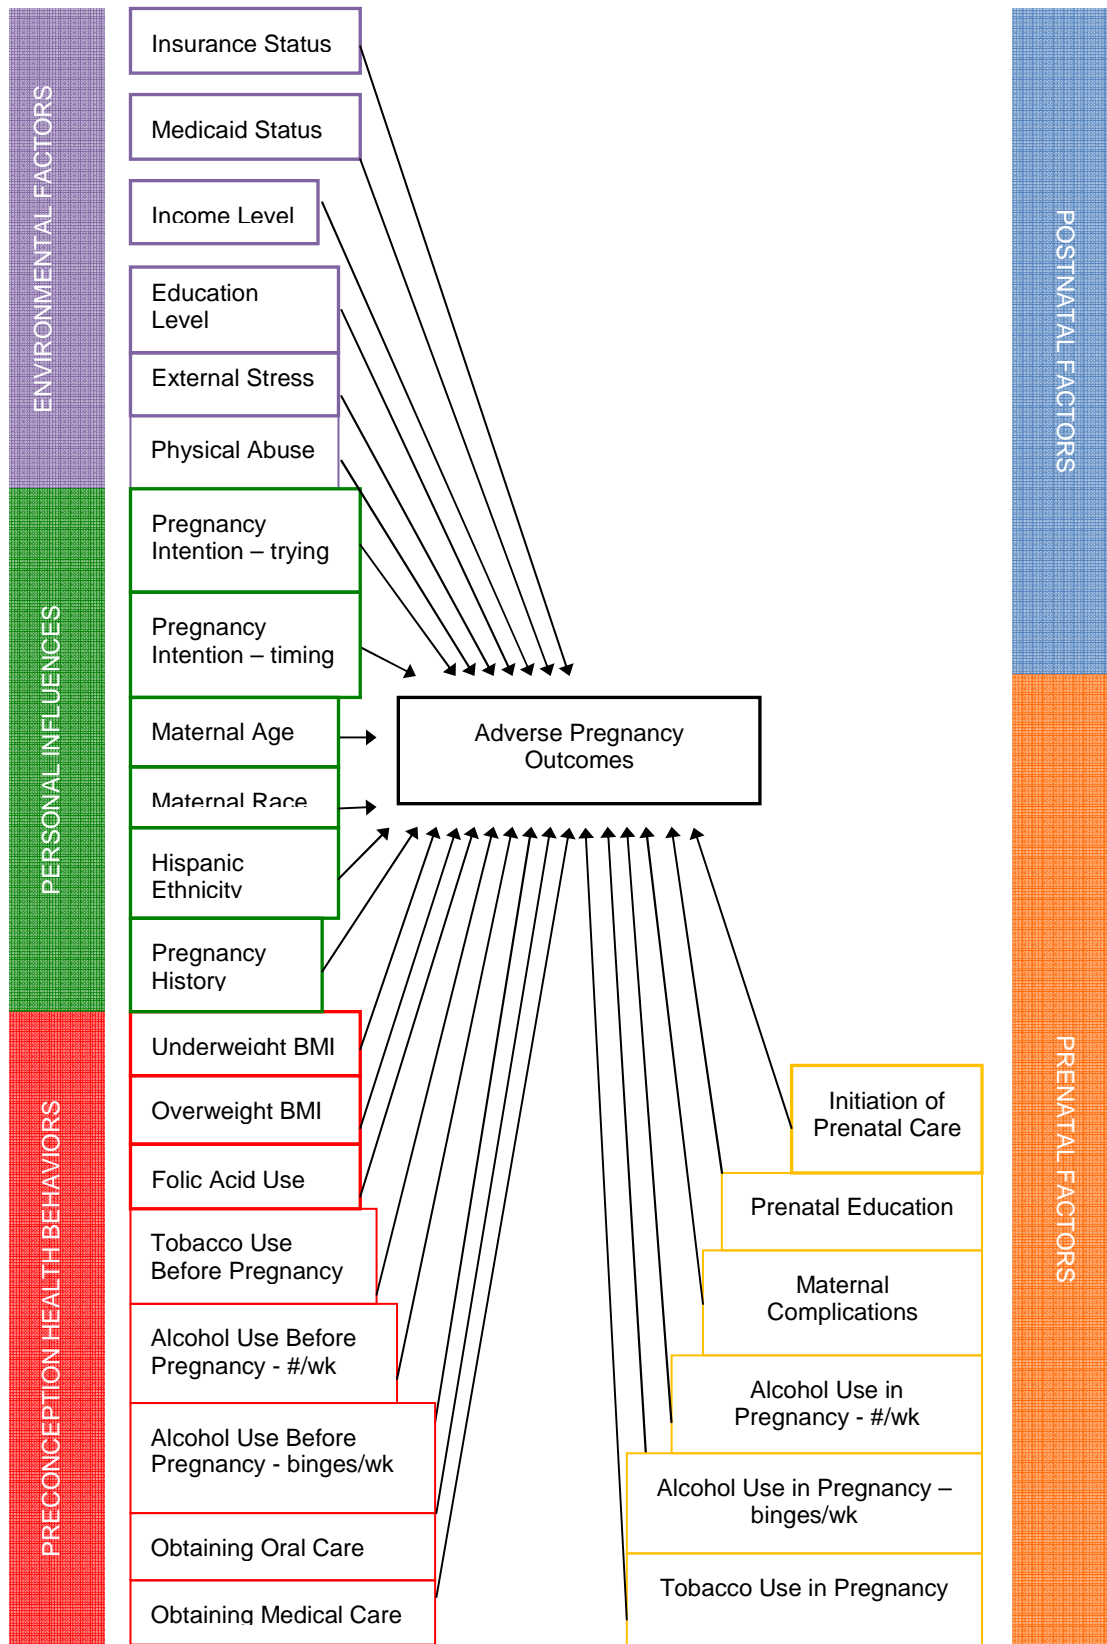 ENVIRONMENTAL FACTORS
Insurance Status
Medicaid Status
Income Level
Education
Level
External Stress
Physical Abuse
PERSONAL INFLUENCES
Pregnancy
Intention – trying
Pregnancy
Intention – timing
Maternal Age
Maternal Race
Hispanic
Ethnicity
Pregnancy
History
PRECONCEPTION HEALTH BEHAVIORS
Underweight BMI
Overweight BMI
Folic Acid Use
Tobacco Use
Before Pregnancy
Alcohol Use Before
Pregnancy - #/wk
Alcohol Use Before
Pregnancy - binges/wk
Obtaining Oral Care
Obtaining Medical Care
Adverse Pregnancy
Outcomes
POSTNATAL FACTORS
PRENATAL FACTORS
Initiation of
Prenatal Care
Prenatal Education
Maternal
Complications
Alcohol Use in
Pregnancy - #/wk
Alcohol Use in Pregnancy –
binges/wk
Tobacco Use in Pregnancy